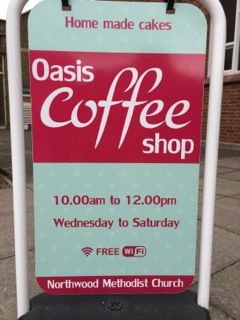 Home made cakes
Oasis
Coffee
shop
10.00am to 12.00pm
Wednesday to Saturday
FREE WiFi
Northwood Methodist Church